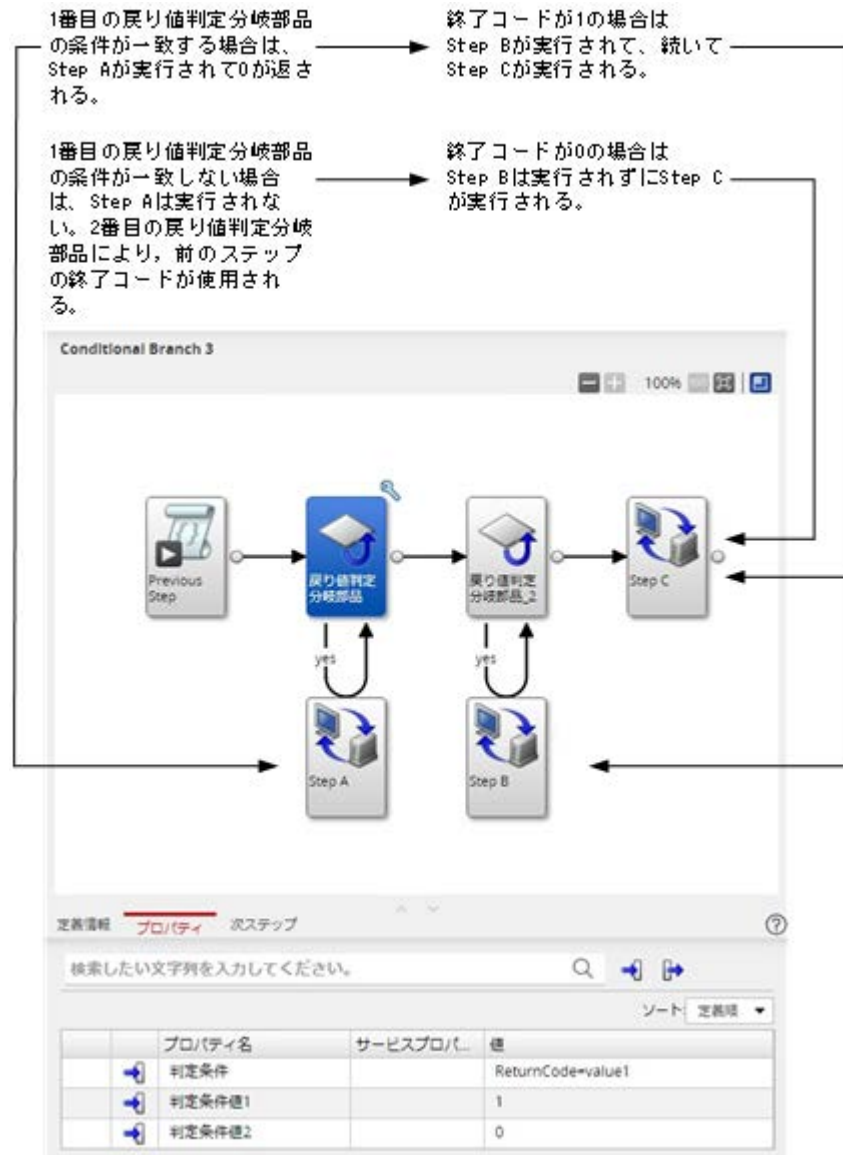 1番目の戻り値判定分岐部品
の条件が一致する場合は、
Step Aが実行されて0が返さ
れる。
終了コードが1の場合は
Step Bが実行されて、続いて
Step Cが実行される。
1番目の戻り値判定分岐部品
の条件が一致しない場合
は、Step Aは実行されな
い。2番目の戻り値判定分岐
部品により，前のステップ
の終了コードが使用され
る。
終了コードが0の場合は
Step Bは実行されずにStep C
が実行される。
Conditional Branch 3
100%
Previous
Step
戻り値判定
分岐部品
戻り値判定
分岐部品_2
Step C
yes
yes
Step A
Step B
定義情報 プロパティ 次ステップ
検索したい文字列を入力してください。
ソート: 定義順
プロパティ名 サービスプロパ... 値
判定条件 ReturnCode=value1
判定条件値1 1
判定条件値2 0